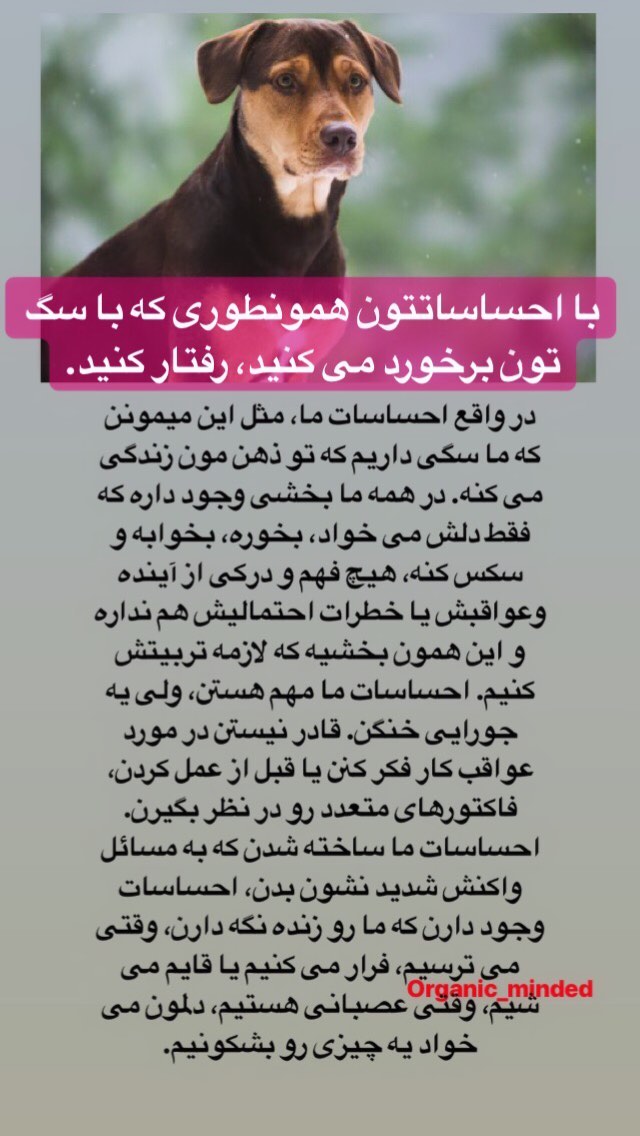 با احساساتتون همونطوری که با سگ
تون برخورد می کنید، رفتار کنید.
در واقع احساسات ما، مثل این میمونن
که ما سگی داریم که تو ذهن مون زندگی
می کنه. در همه ما بخشی وجود داره که
فقط دلش می خواد، بخوره، بخوابه و
سکس کنه، هیچ فهم و درکی از آینده
وعواقبش یا خطرات احتمالیش هم نداره
و این همون بخشیه که لازمه تربیتش
کنیم. احساسات ما مهم هستن، ولی یه
جورایی خنگن. قادر نیستن در مورد
عواقب کار فکر کنن یا قبل از عمل کردن،
فاکتورهای متعدد رو در نظر بگیرن.
احساسات ما ساخته شدن که به مسائل
واکنش شدید نشون بدن، احساسات
وجود دارن که ما رو زنده نگه دارن، وقتی
می ترسیم، فرار می کنیم یا قایم می
Organic_minded
شیم، وقتی عصبانی هستیم، دلمون می
خواد یه چیزی رو بشکونیم.